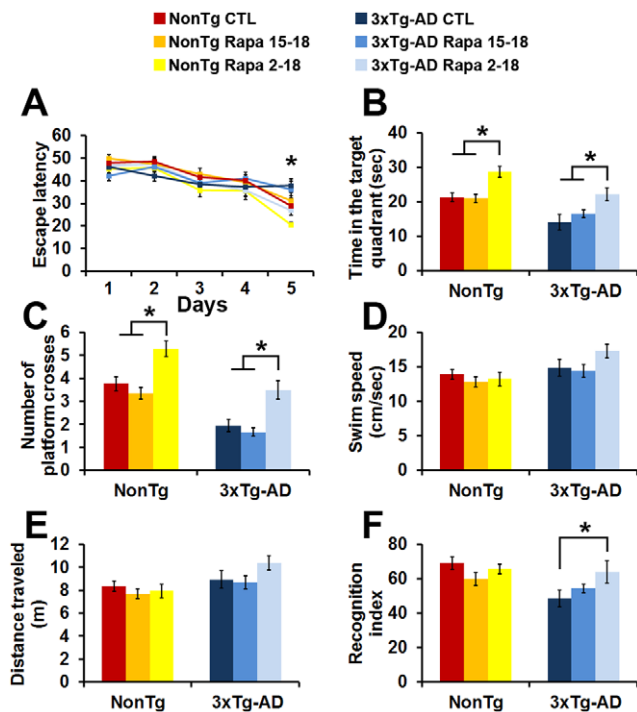 NonTg CTL
3xTg-AD CTL
NonTg Rapa 15-18
3xTg-AD Rapa 15-18
NonTg Rapa 2-18
3xTg-AD Rapa 2-18
A
Escape latency
60
50
40
30
20
10
0
*
1 2 3 4 5
Days
B
Time in the target
quadrant (sec)
40
30
20
10
0
*
*
NonTg 3xTg-AD
C
Number of
platform crosses
6
5
4
3
2
1
0
*
*
NonTg 3xTg-AD
D
Swim speed
(cm/sec)
20
15
10
5
0
NonTg 3xTg-AD
E
Distance traveled
(m)
12
10
8
6
4
2
0
NonTg 3xTg-AD
F
Recognition
index
80
60
40
20
0
*
NonTg 3xTg-AD